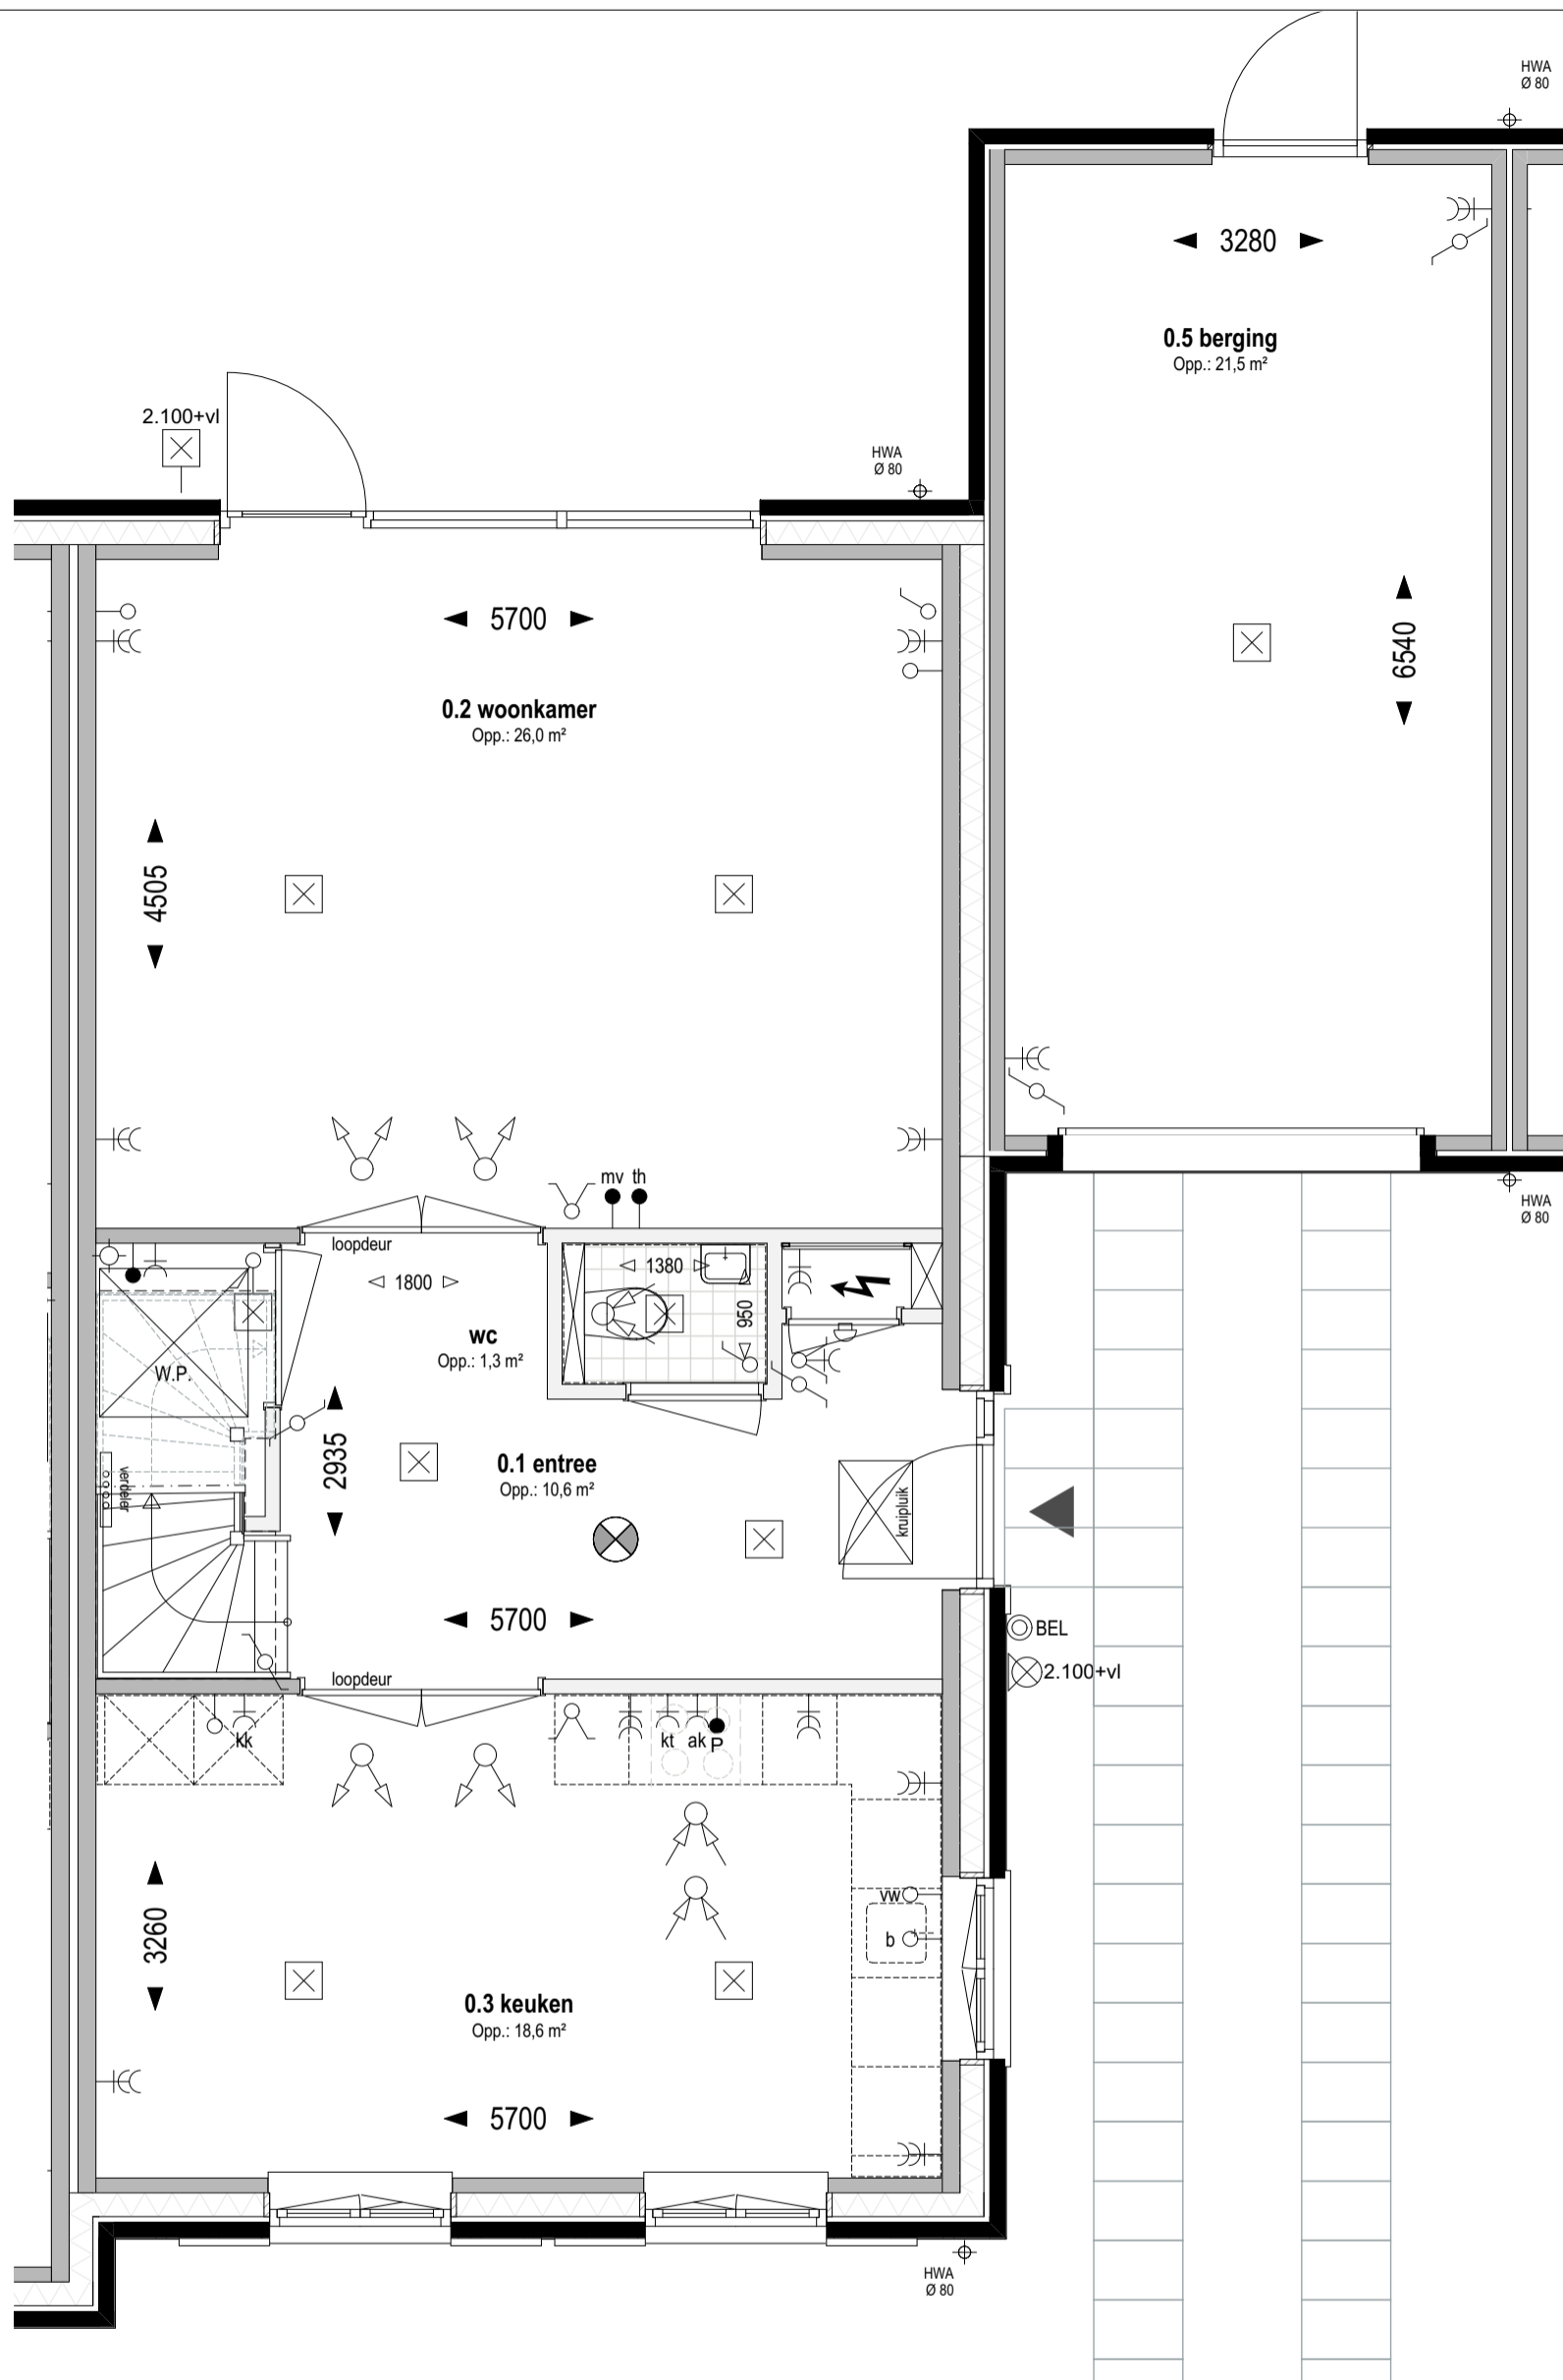 HWA
Ø 80
3280
0.5 berging
Opp.: 21,5 m²
2.100+vl
HWA
Ø 80
5700
6540
0.2 woonkamer
Opp.: 26,0 m²
4505
mv th
loopdeur
1800
1380
950
wc
Opp.: 1,3 m²
HWA
Ø 80
W.P.
2935
verdeler
0.1 entree
Opp.: 10,6 m²
kruipluik
5700
BEL
2.100+vl
loopdeur
kk
kt ak P
vw
b
3260
0.3 keuken
Opp.: 18,6 m²
5700
HWA
Ø 80